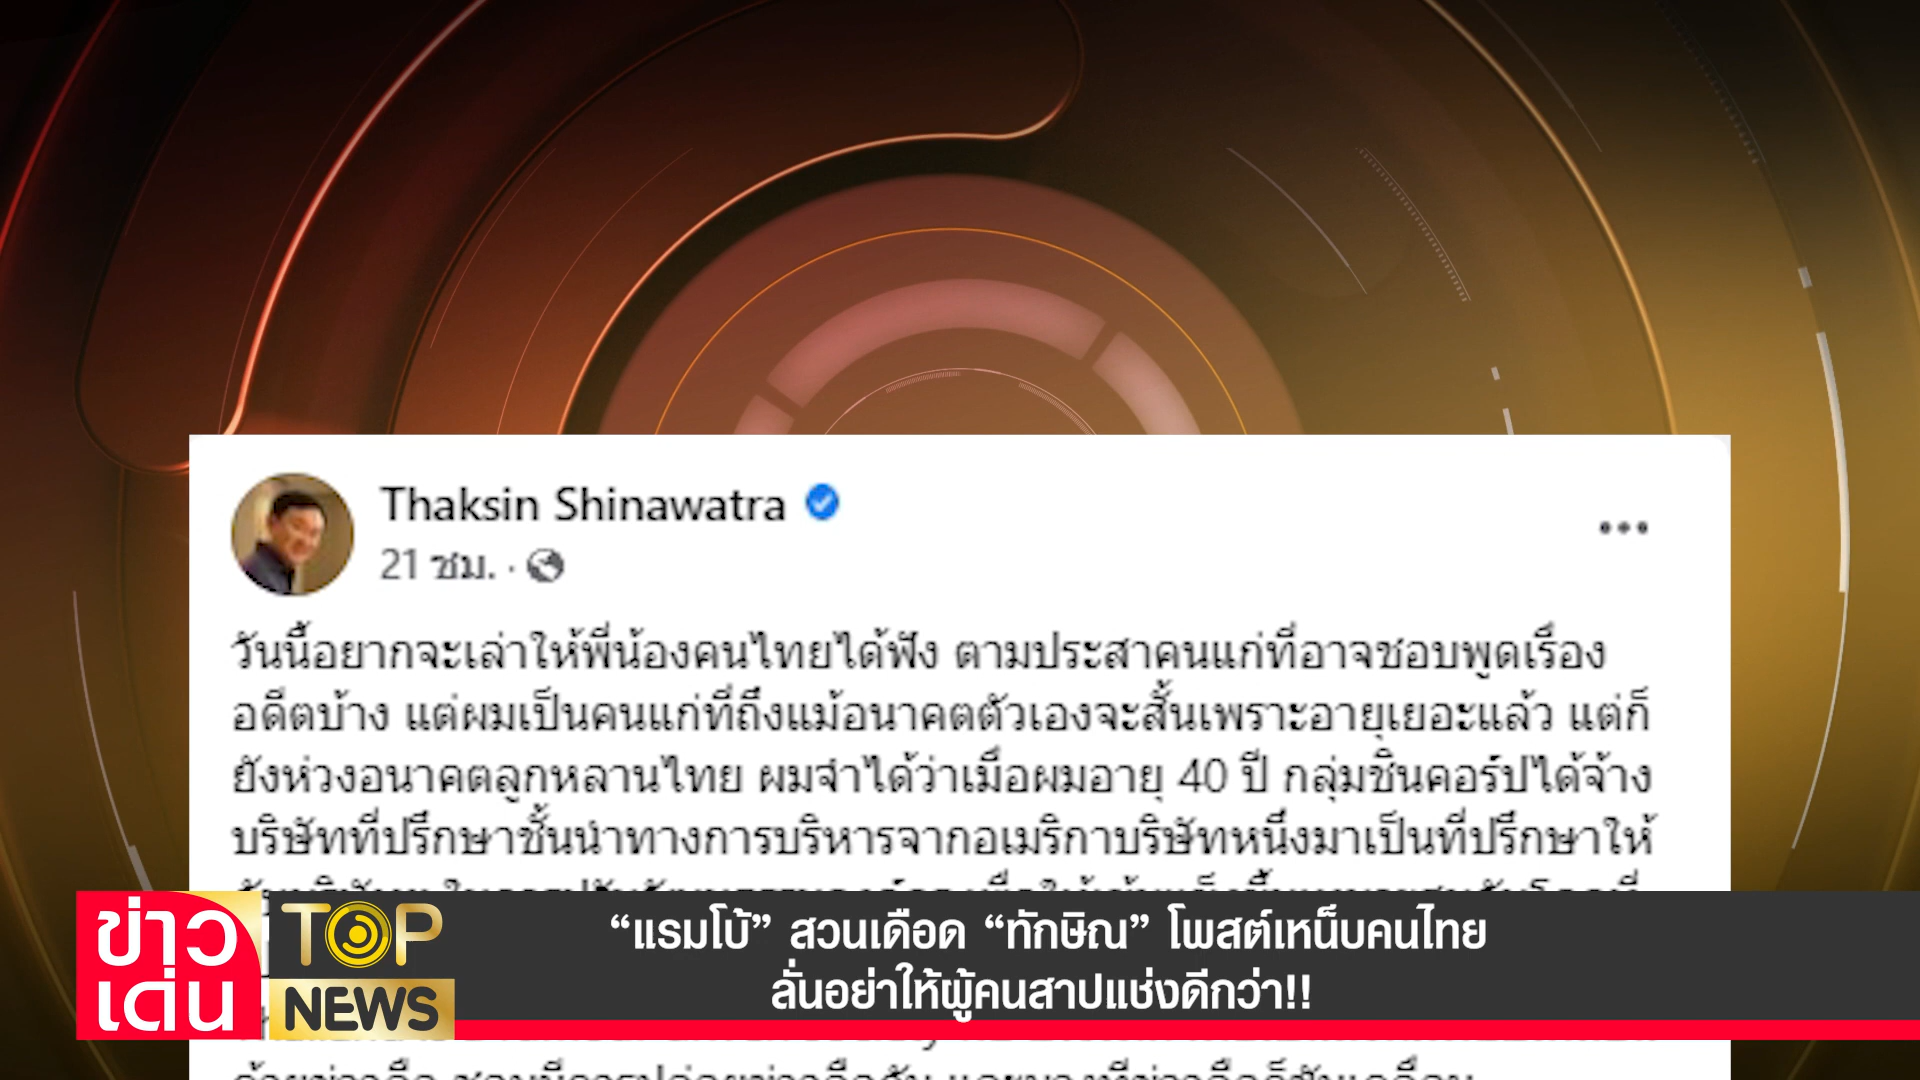 Thaksin Shinawatra
21 ชม. ·
วันนี้อยากจะเล่าให้พี่น้องคนไทยได้ฟัง ตามประสาคนแก่ที่อาจชอบพูดเรื่อง
อดีตบ้าง แต่ผมเป็นคนแก่ที่ถึงแม้อนาคตตัวเองจะสั้นเพราะอายุเยอะแล้ว แต่ก็
ยังห่วงอนาคตลูกหลานไทย ผมจำได้ว่าเมื่อผมอายุ 40 ปี กลุ่มชินคอร์ปได้จ้าง
บริษัทที่ปรึกษาชั้นนำทางการบริหารจากอเมริกาบริษัทหนึ่งมาเป็นที่ปรึกษาให้
ข่าว
เด่น
TOP
NEWS
“แรมโบ้” สวนเดือด “ทักษิณ” โพสต์เหน็บคนไทย
ลั่นอย่าให้ผู้คนสาปแช่งดีกว่า!!